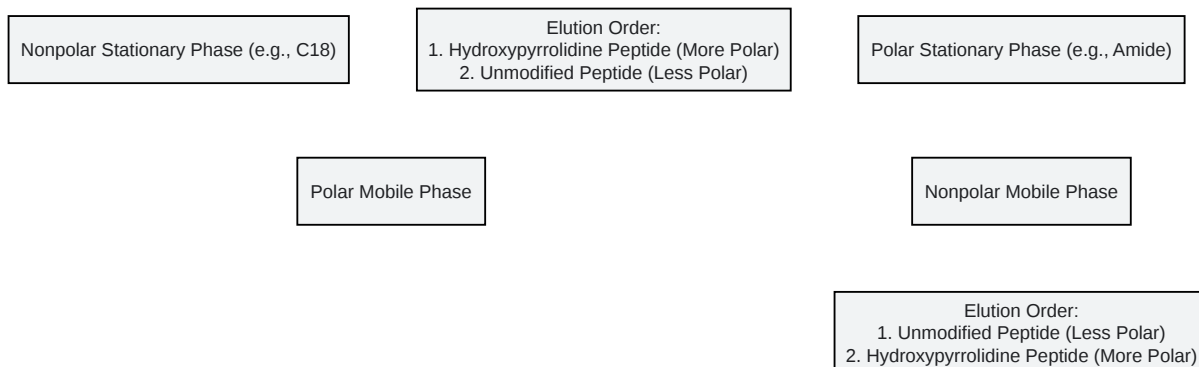 Nonpolar Stationary Phase (e.g., C18)
Elution Order:
1. Hydroxypyrrolidine Peptide (More Polar)
2. Unmodified Peptide (Less Polar)
Polar Stationary Phase (e.g., Amide)
Polar Mobile Phase
Nonpolar Mobile Phase
Elution Order:
1. Unmodified Peptide (Less Polar)
2. Hydroxypyrrolidine Peptide (More Polar)